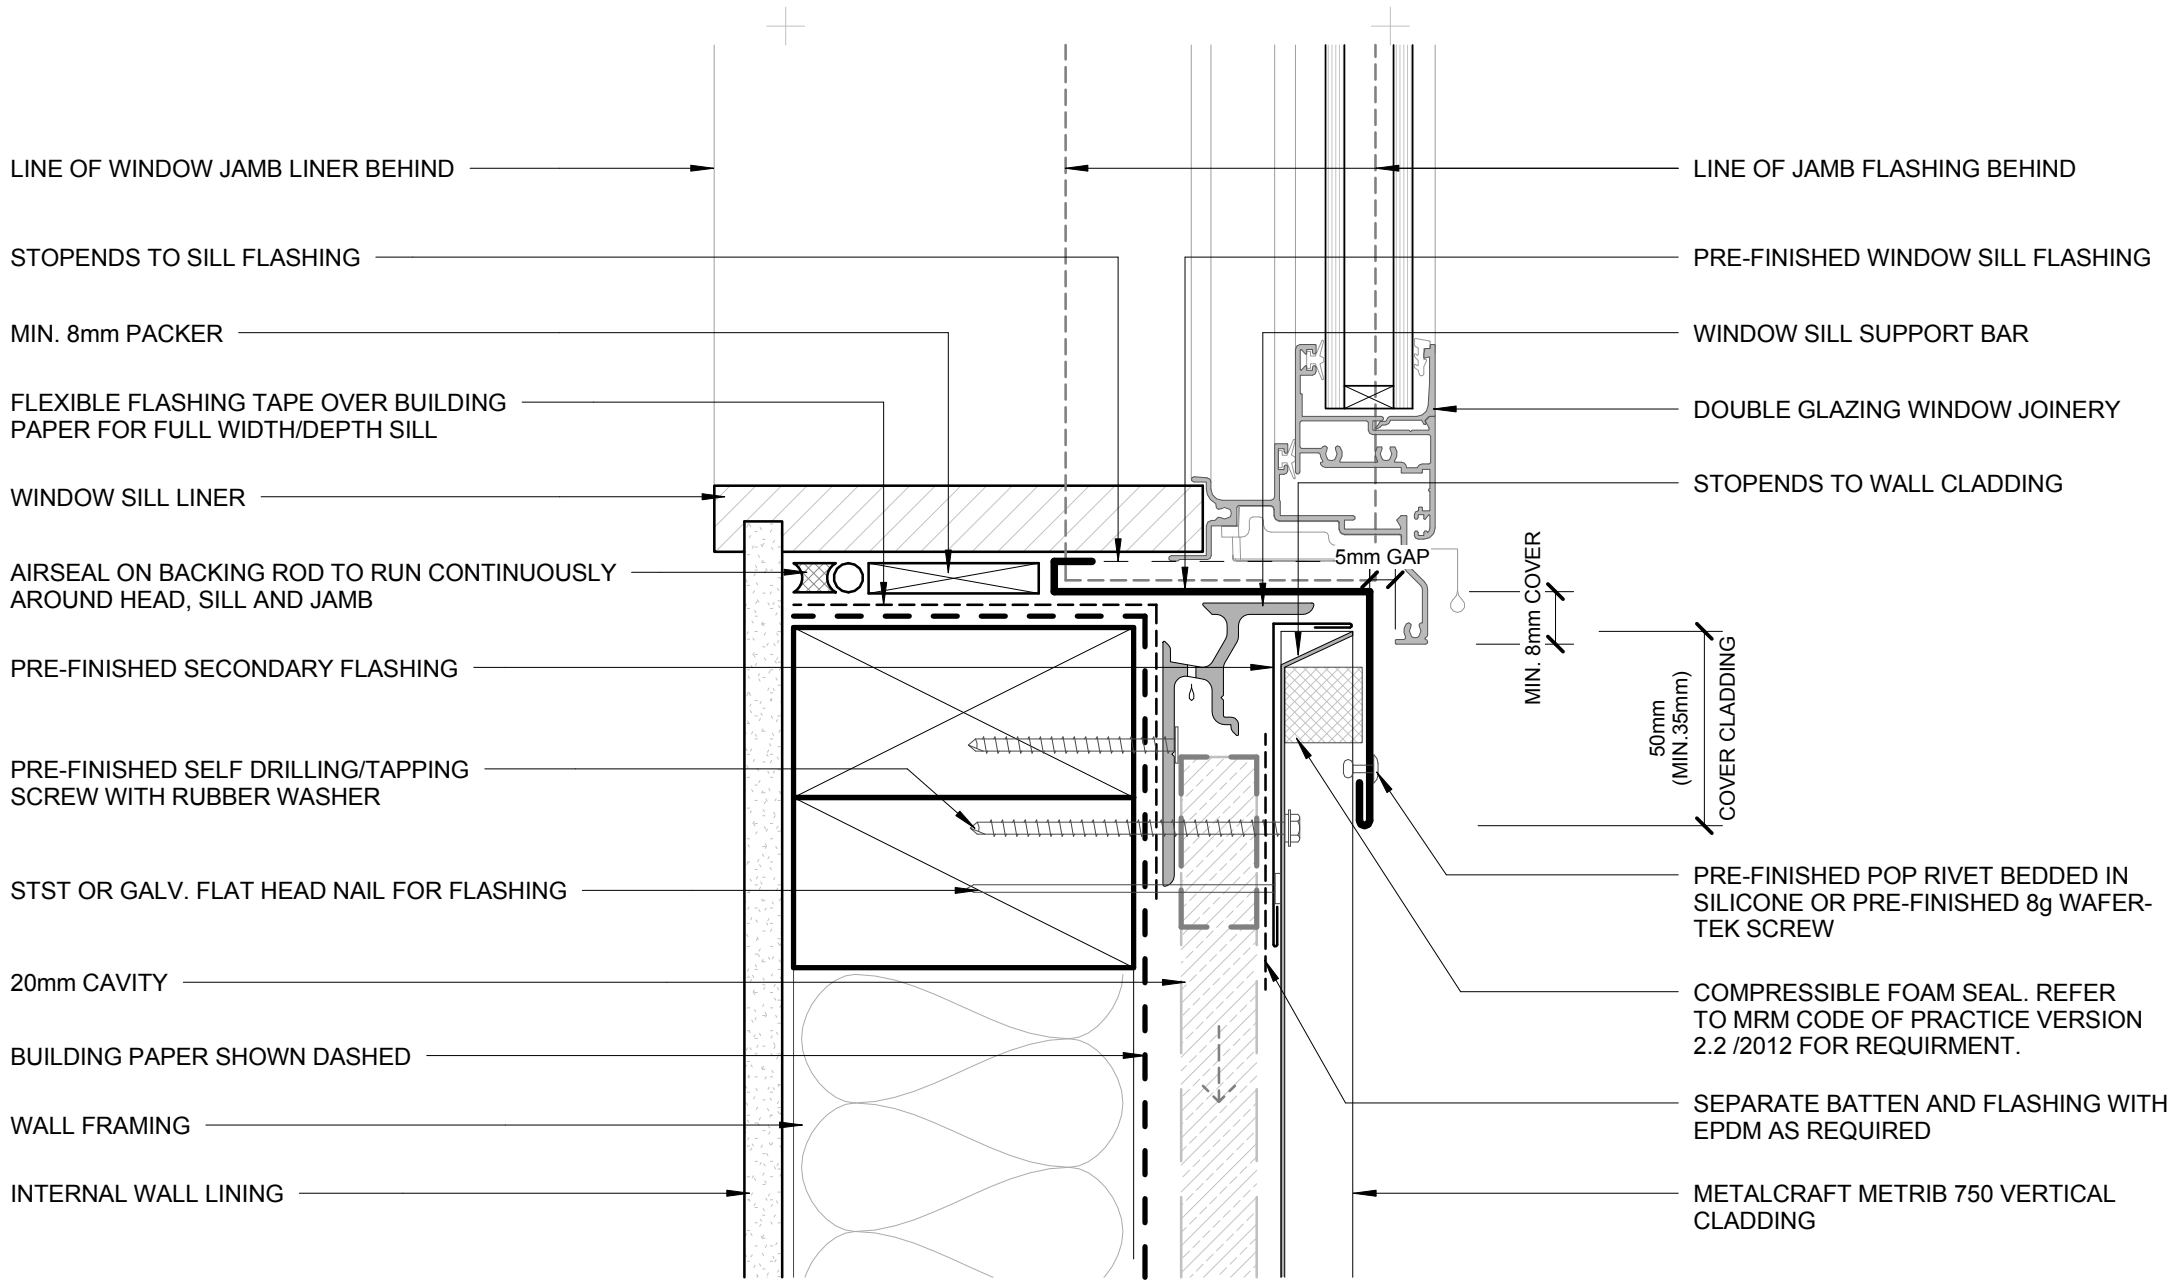 LINE OF WINDOW JAMB LINER BEHIND
STOPENDS TO SILL FLASHING
MIN. 8mm PACKER
FLEXIBLE FLASHING TAPE OVER BUILDING
PAPER FOR FULL WIDTH/DEPTH SILL
WINDOW SILL LINER
AIRSEAL ON BACKING ROD TO RUN CONTINUOUSLY
AROUND HEAD, SILL AND JAMB
PRE-FINISHED SECONDARY FLASHING
PRE-FINISHED SELF DRILLING/TAPPING
SCREW WITH RUBBER WASHER
STST OR GALV. FLAT HEAD NAIL FOR FLASHING
20mm CAVITY
BUILDING PAPER SHOWN DASHED
WALL FRAMING
INTERNAL WALL LINING
5mm GAP
MIN. 8mm COVER
50mm
(MIN.35mm)
COVER CLADDING
LINE OF JAMB FLASHING BEHIND
PRE-FINISHED WINDOW SILL FLASHING
WINDOW SILL SUPPORT BAR
DOUBLE GLAZING WINDOW JOINERY
STOPENDS TO WALL CLADDING
PRE-FINISHED POP RIVET BEDDED IN
SILICONE OR PRE-FINISHED 8g WAFER-
TEK SCREW
COMPRESSIBLE FOAM SEAL. REFER
TO MRM CODE OF PRACTICE VERSION
2.2 /2012 FOR REQUIRMENT.
SEPARATE BATTEN AND FLASHING WITH
EPDM AS REQUIRED
METALCRAFT METRIB 750 VERTICAL
CLADDING